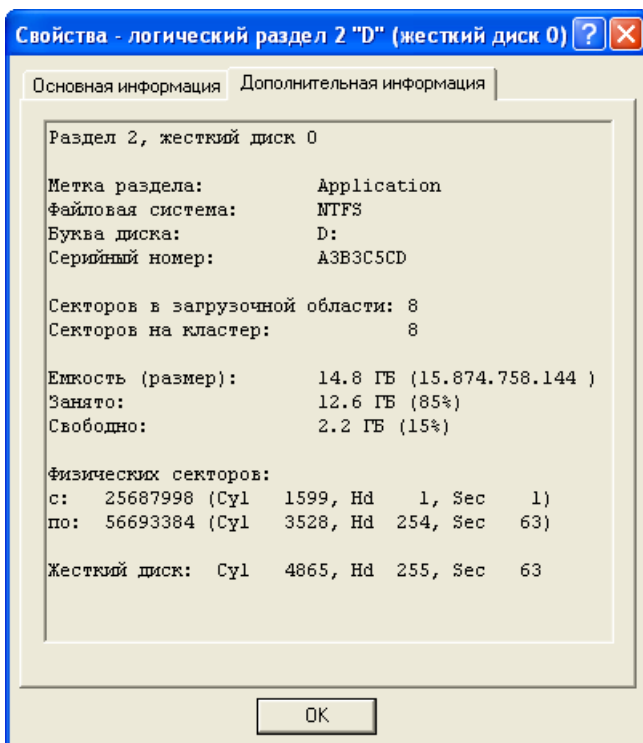 Свойства - логический раздел 2 "D" (жесткий диск 0)
Основная информация Дополнительная информация
Раздел 2, жесткий диск 0
Метка раздела: Application
Файловая система: NTFS
Буква диска: D:
Серийный номер: A3B3C5CD
Секторов в загрузочной области: 8
Секторов на кластер: 8
Емкость (размер): 14.8 ГБ (15.874.758.144 )
Занято: 12.6 ГБ (85%)
Свободно: 2.2 ГБ (15%)
Физических секторов:
с: 25687998 (Cyl 1599, Hd 1, Sec 1)
по: 56693384 (Cyl 3528, Hd 254, Sec 63)
Жесткий диск: Cyl 4865, Hd 255, Sec 63
OK